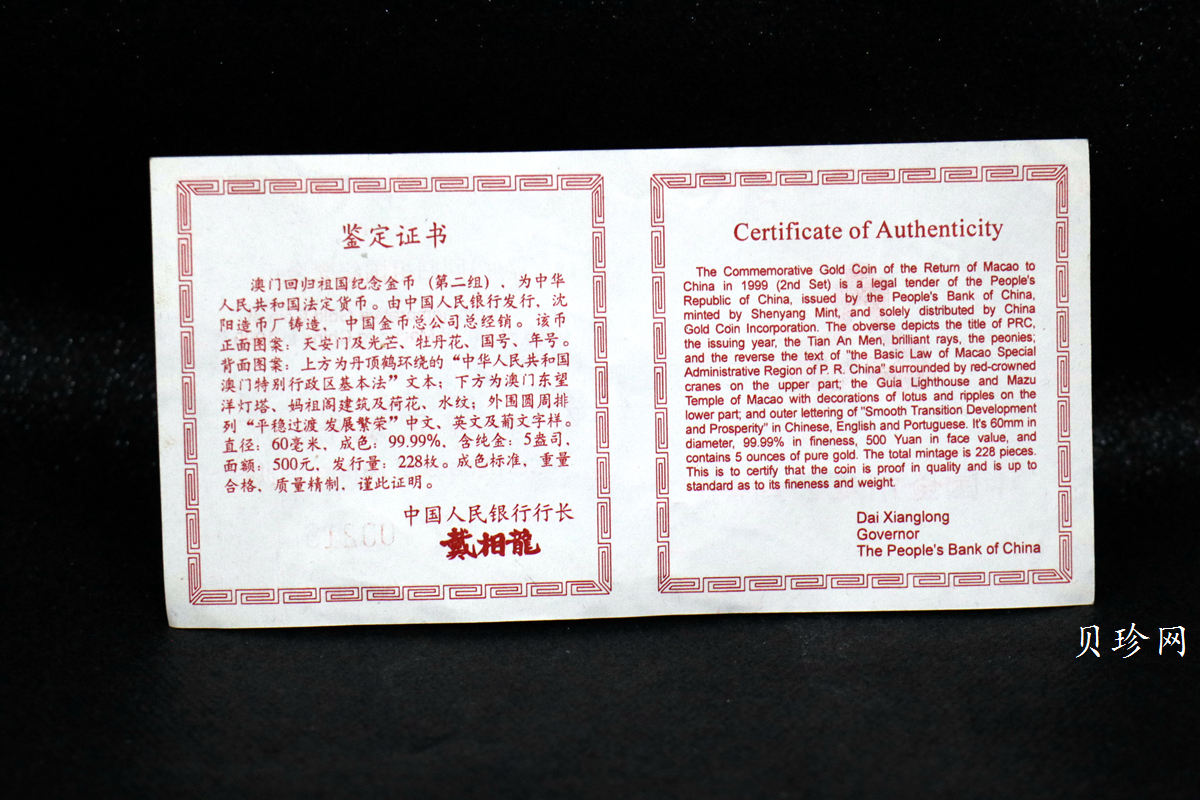 鉴定证书
澳门回归祖国纪念金币（第二组），为中华
人民共和国法定货币。由中国人民银行发行，沈
阳造币厂铸造，中国金币总公司总经销。该币
正面图案：天安门及光芒、牡丹花、国号、年号。
背面图案：上方为丹顶鹤环绕的“中华人民共和国
澳门特别行政区基本法”文本；下方为澳门东望
洋灯塔、妈祖阁建筑及荷花、水纹；外围圆周排
列“平稳过渡 发展繁荣”中文、英文及葡文字样。
直径：60毫米，成色：99.99%，含纯金：5盎司，
面额：500元，发行量：228枚。成色标准，重量
合格，质量精制，谨此证明。
中国人民银行行长
戴相龍
Certificate of Authenticity
The Commemorative Gold Coin of the Return of Macao to
China in 1999 (2nd Set) is a legal tender of the People's
Republic of China, issued by the People's Bank of China,
minted by Shenyang Mint, and solely distributed by China
Gold Coin Incorporation. The obverse depicts the title of PRC,
the issuing year, the Tian An Men, brilliant rays, the peonies;
and the reverse the text of "the Basic Law of Macao Special
Administrative Region of P. R. China" surrounded by red-crowned
cranes on the upper part; the Guia Lighthouse and Mazu
Temple of Macao with decorations of lotus and ripples on the
lower part; and outer lettering of "Smooth Transition Development
and Prosperity" in Chinese, English and Portuguese. It's 60mm in
diameter, 99.99% in fineness, 500 Yuan in face value, and
contains 5 ounces of pure gold. The total mintage is 228 pieces.
This is to certify that the coin is proof in quality and is up to
standard as to its fineness and weight.
Dai Xianglong
Governor
The People's Bank of China
贝珍网